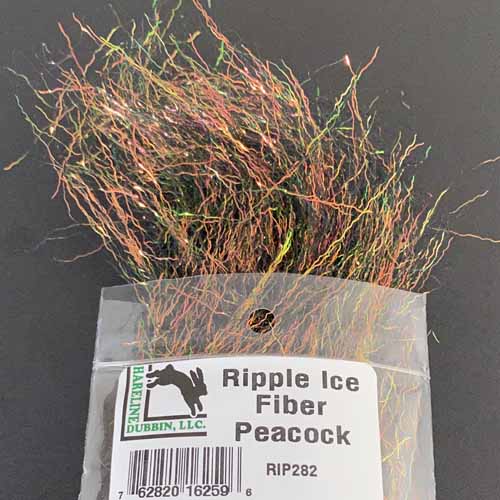 HARELINE
DUBBIN, LLC.
Ripple Ice
Fiber
Peacock
RIP282
7 62820 16259 6